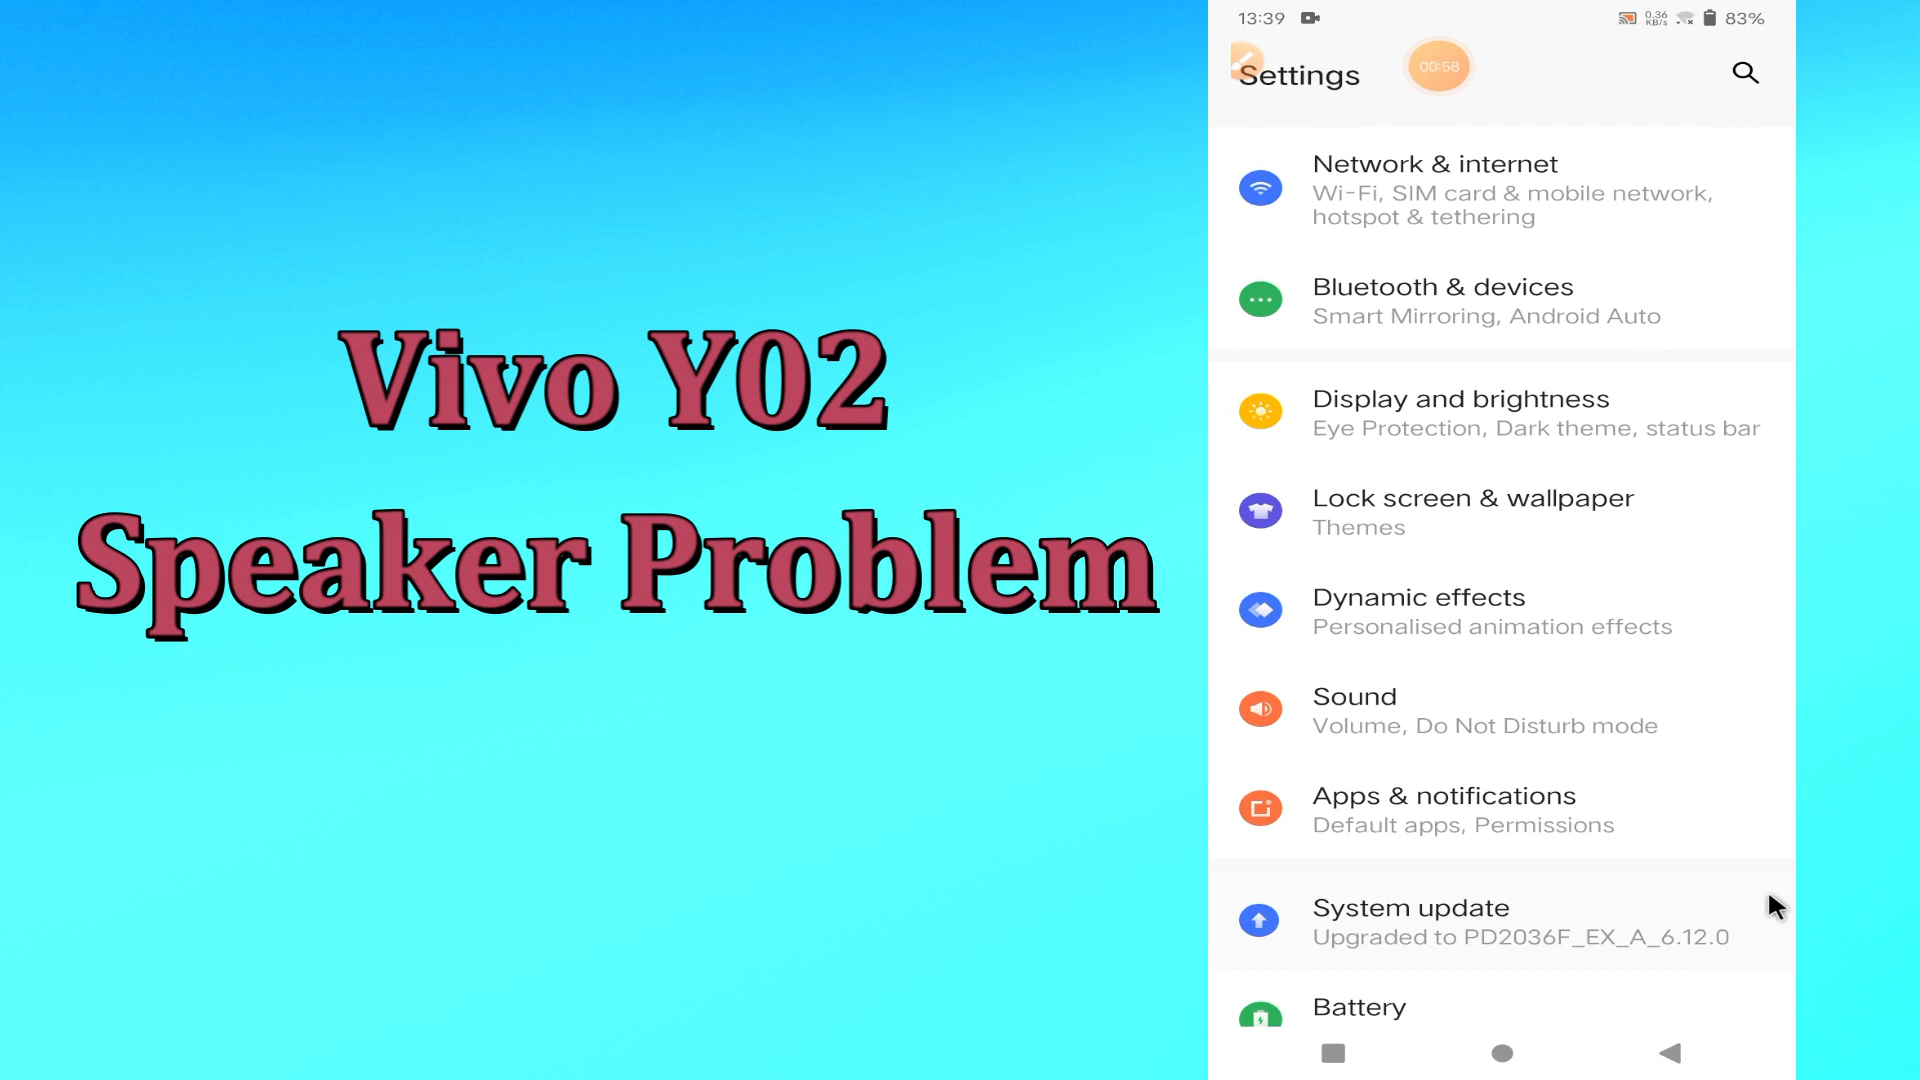 Vivo Y02
Speaker Problem
13:39
0.36
KB/s
83%
Settings
00:58
Network & internet
Wi-Fi, SIM card & mobile network,
hotspot & tethering
Bluetooth & devices
Smart Mirroring, Android Auto
Display and brightness
Eye Protection, Dark theme, status bar
Lock screen & wallpaper
Themes
Dynamic effects
Personalised animation effects
Sound
Volume, Do Not Disturb mode
Apps & notifications
Default apps, Permissions
System update
Upgraded to PD2036F_EX_A_6.12.0
Battery